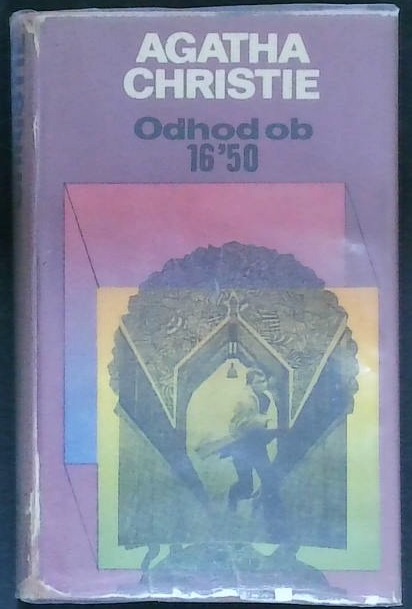 AGATHA
CHRISTIE
Odhod ob
16'50